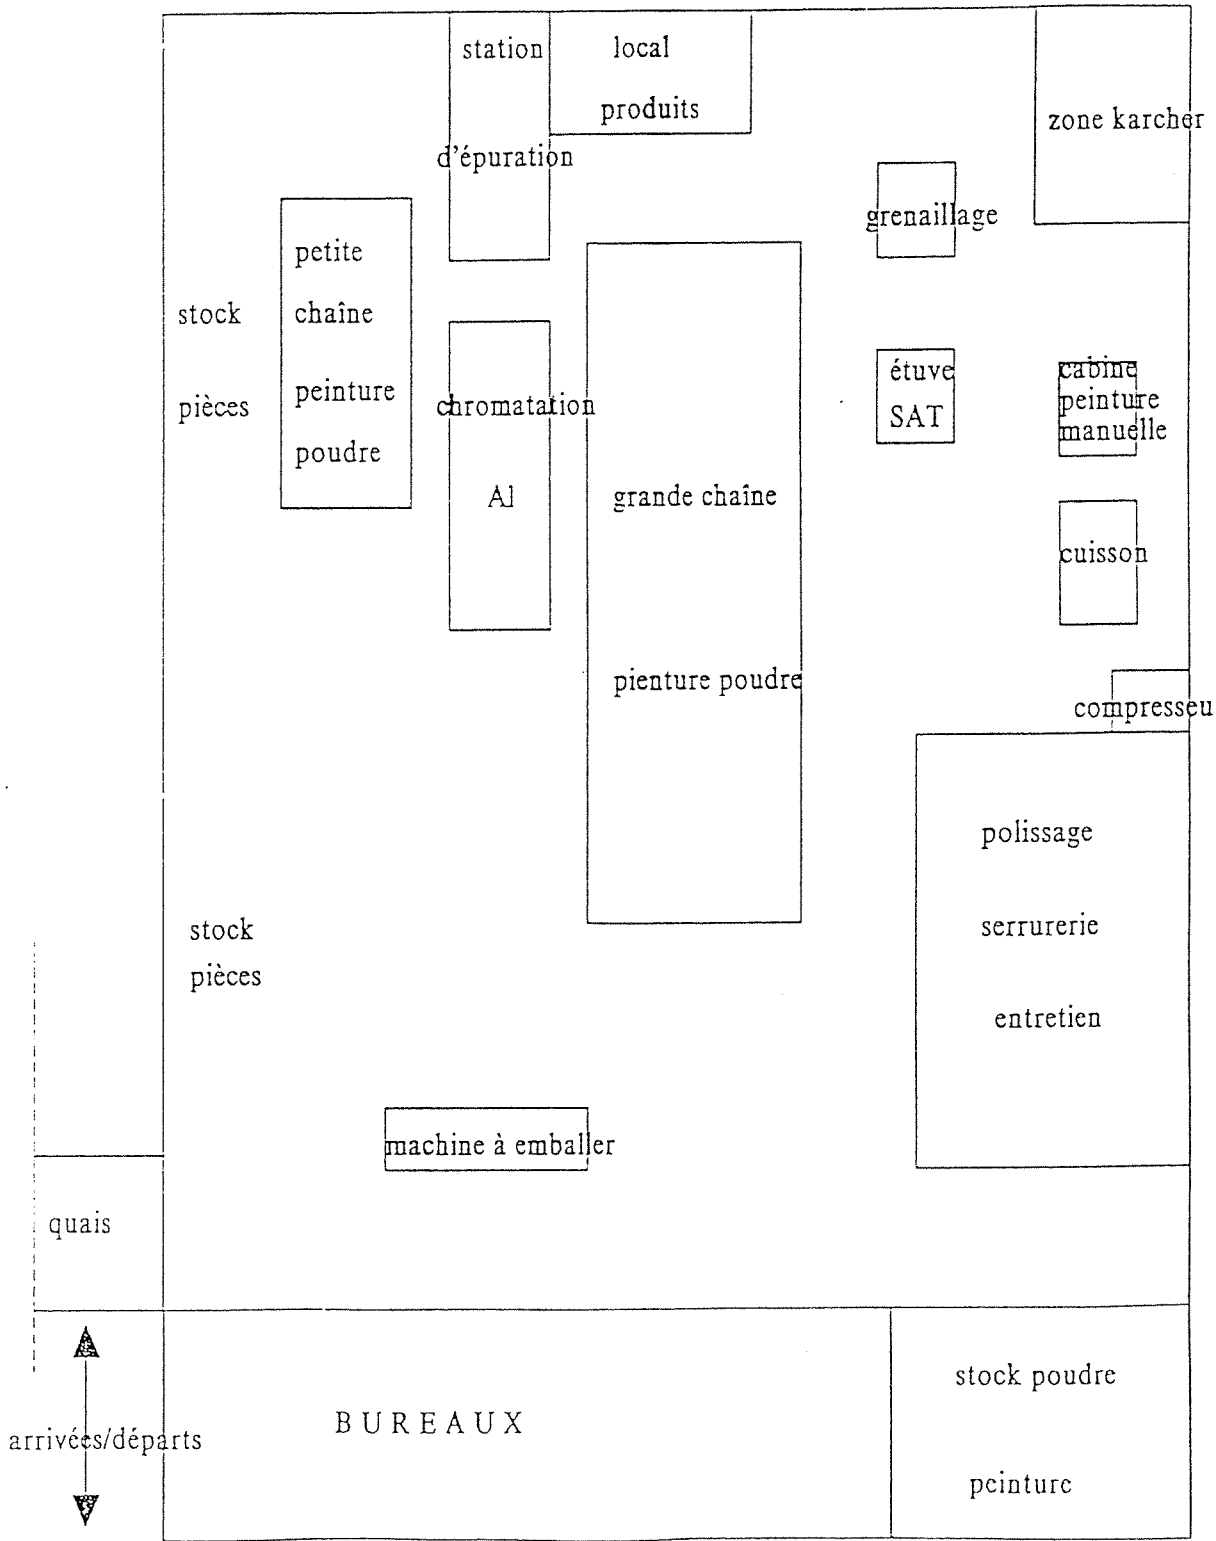 station
d'épuration
local
produits
zone karcher
grenaillage
petite
chaîne
peinture
poudre
stock
pièces
chromatation
Al
étuve
SAT
cabine
peinture
manuelle
grande chaîne
pienture poudre
cuisson
compresseu
polissage
serrurerie
entretien
stock
pièces
machine à emballer
quais
arrivées/départs
BUREAUX
stock poudre
peinture